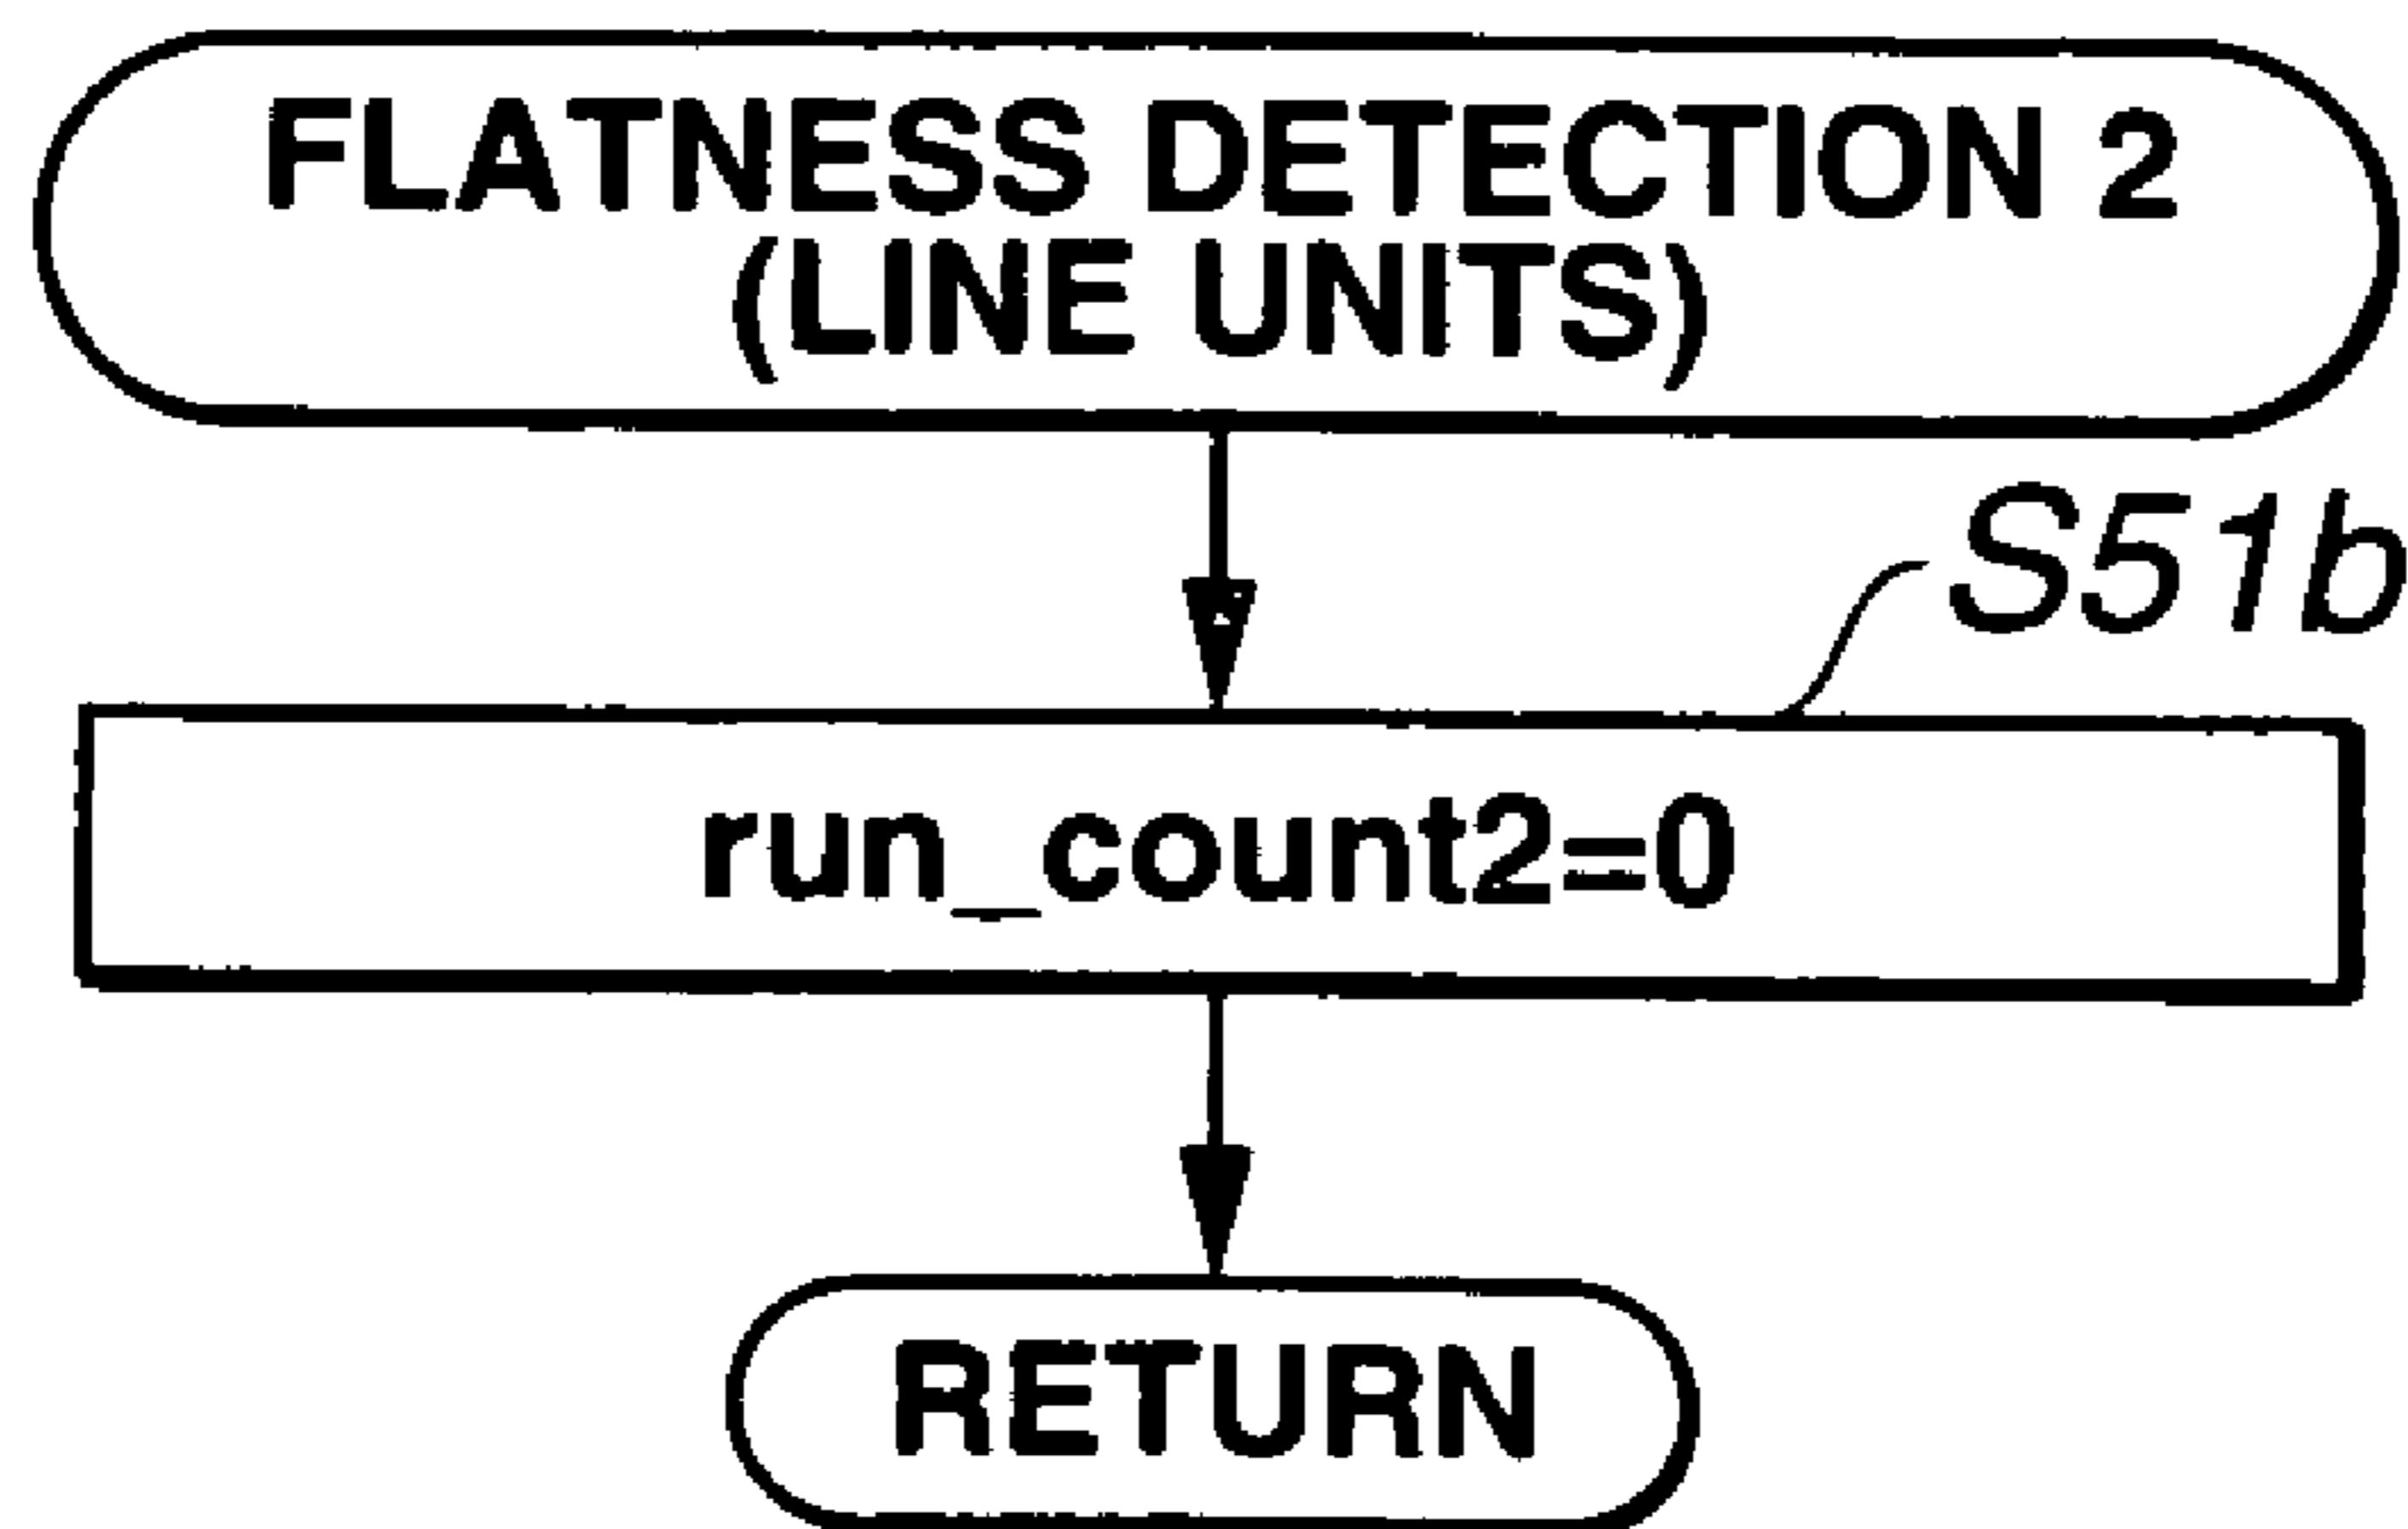 FLATNESS DETECTION 2
(LINE UNITS)
S51b
run_count2=0
RETURN